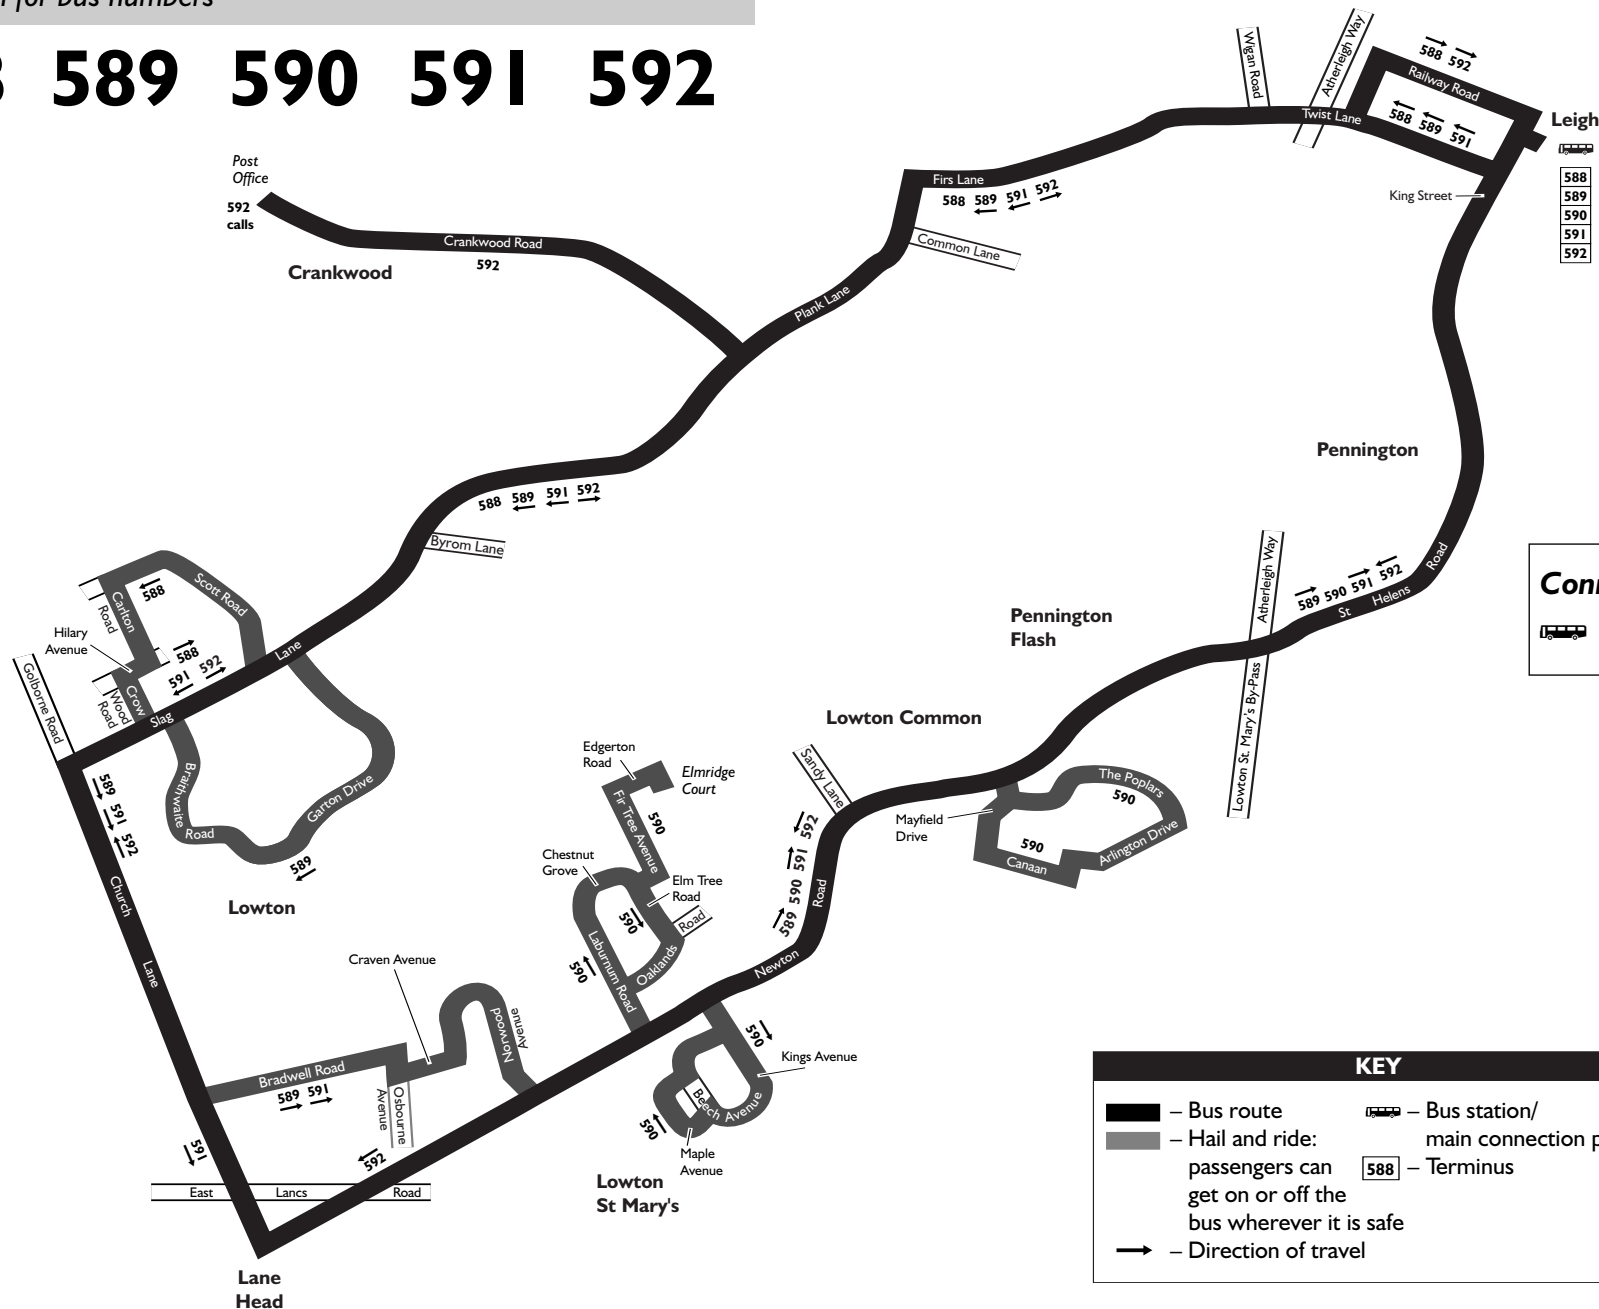 for bus numbers
589 590 591 592
Wigan Road
Atherleigh Way
588 592
Railway Road
Twist Lane
588 589 591
Leigh
588
589
590
591
592
King Street
Post
Office
592
calls
Crankwood Road
592
Crankwood
Firs Lane
588 589 591 592
Common Lane
Plank Lane
Pennington
588 589 591 592
Byrom Lane
Scott Road
588
Carlton
Road
Hilary
Avenue
588
591 592
Crow
Wood
Road
Golborne Road
Slag
Lane
Braithwaite
Road
Garton Drive
589
Lowton
589
591
592
Church
Lane
Pennington
Flash
Atherleigh Way
589 590 591 592
St Helens Road
Lowton St. Mary's By-Pass
Lowton Common
Sandy Lane
Edgerton
Road
Elmridge
Court
Fir Tree Avenue
590
Chestnut
Grove
Elm Tree
Road
590
Road
Oaklands
Laburnum Road
590
589 590 591 592
Newton
Road
Mayfield
Drive
The Poplars
590
590
Canaan
Arlington Drive
Craven Avenue
Norwood
Avenue
Bradwell Road
589 591
Osbourne
Avenue
591
592
East Lancs Road
590
Kings Avenue
Beech Avenue
590
Maple
Avenue
Lowton
St Mary's
Lane
Head
KEY
– Bus route
– Hail and ride:
passengers can
get on or off the
bus wherever it is safe
– Direction of travel
– Bus station/
main connection
588 – Terminus